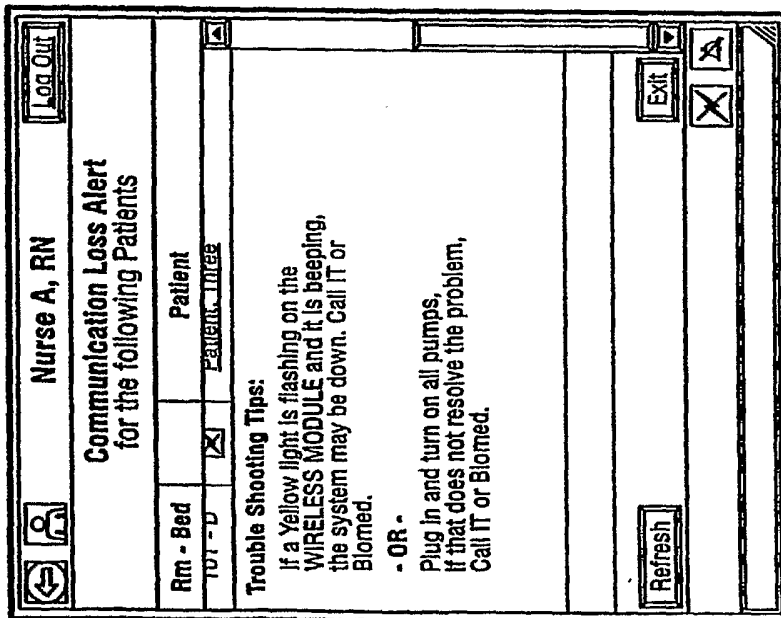 Nurse A, RN
Log Out
Communication Loss Alert
for the following Patients
Rm - Bed
Patient
Patient, Three
Trouble Shooting Tips:
If a Yellow light is flashing on the
WIRELESS MODULE and it is beeping,
the system may be down. Call IT or
Biomed.
- OR -
Plug in and turn on all pumps,
If that does not resolve the problem,
Call IT or Biomed.
Refresh
Exit